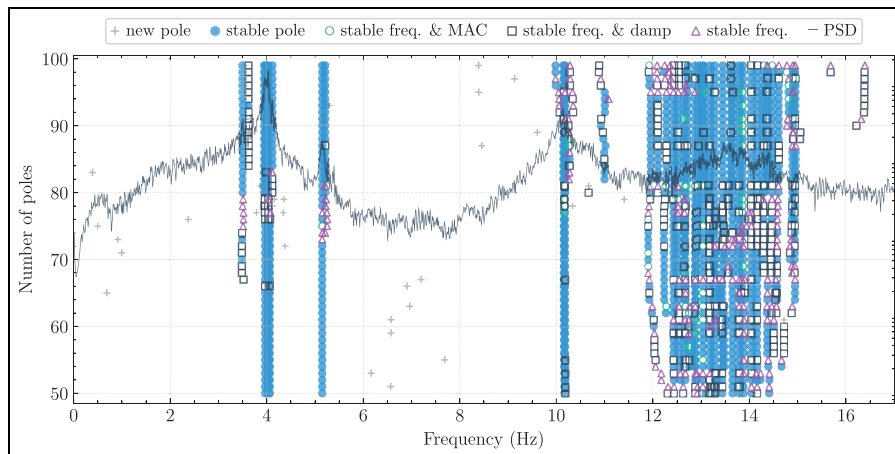 new pole stable pole stable freq. & MAC stable freq. & damp stable freq. PSD
100
90
80
70
60
50
Number of poles
0 2 4 6 8 10 12 14 16
Frequency (Hz)